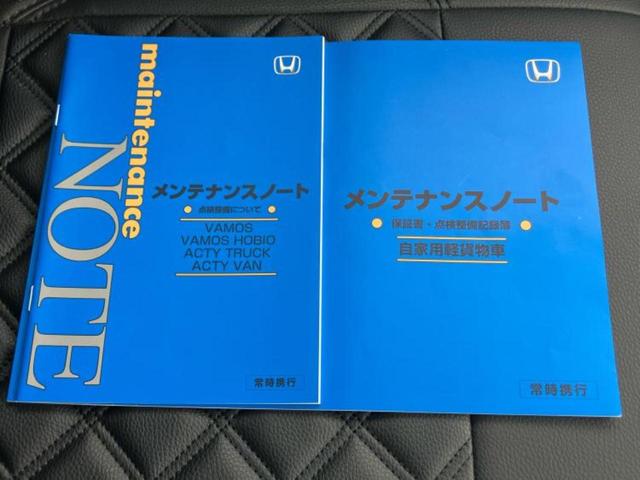 maintenance
NOTE
メンテナンスノート
点検整備について
VAMOS
VAMOS HOBIO
ACTY TRUCK
ACTY VAN
常時携行
メンテナンスノート
保証書・点検整備記録簿
自家用軽貨物車
常時携行